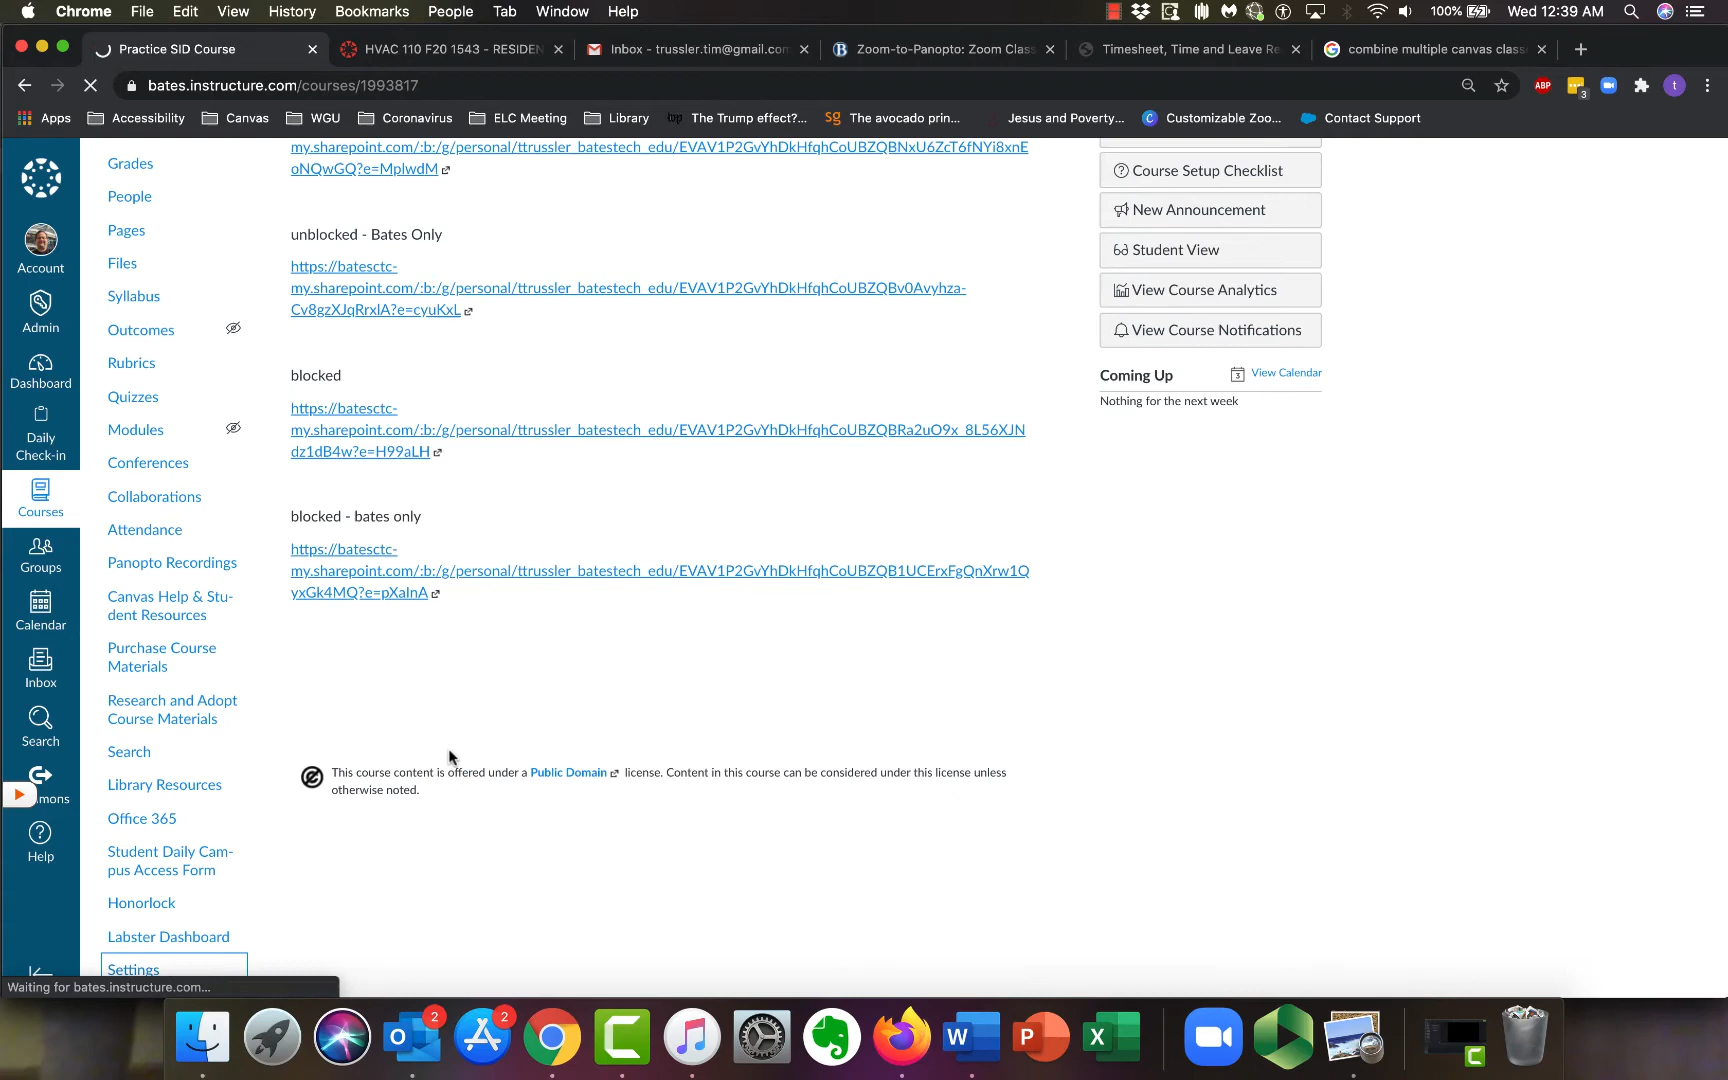 Chrome File Edit View History Bookmarks People Tab Window Help 100% Wed 12:39 AM
Practice SID Course HVAC 110 F20 1543 - RESIDEN Inbox - trussler.tim@gmail.com Zoom-to-Panopto: Zoom Class Timesheet, Time and Leave Re combine multiple canvas class
bates.instructure.com/courses/1993817 ABP 3 t
Apps Accessibility Canvas WGU Coronavirus ELC Meeting Library The Trump effect?... sg The avocado prin... Jesus and Poverty... Customizable Zoo... Contact Support
Account
Admin
Dashboard
Daily
Check-in
Courses
Groups
Calendar
Inbox
Search
mons
Help
Grades
People
Pages
Files
Syllabus
Outcomes
Rubrics
Quizzes
Modules
Conferences
Collaborations
Attendance
Panopto Recordings
Canvas Help & Stu-
dent Resources
Purchase Course
Materials
Research and Adopt
Course Materials
Search
Library Resources
Office 365
Student Daily Cam-
pus Access Form
Honorlock
Labster Dashboard
Settings
my.sharepoint.com/:b:/g/personal/ttrussler_batestech_edu/EVAV1P2GvYhDkHfqhCoUBZQBNxU6ZcT6fNYi8xnE
oNQwGQ?e=MplwdM
unblocked - Bates Only
https://batesctc-
my.sharepoint.com/:b:/g/personal/ttrussler_batestech_edu/EVAV1P2GvYhDkHfqhCoUBZQBv0Avyhza-
Cv8gzXJqRrxlA?e=cyuKxL
blocked
https://batesctc-
my.sharepoint.com/:b:/g/personal/ttrussler_batestech_edu/EVAV1P2GvYhDkHfqhCoUBZQBRa2uO9x_8L56XJN
dz1dB4w?e=H99aLH
blocked - bates only
https://batesctc-
my.sharepoint.com/:b:/g/personal/ttrussler_batestech_edu/EVAV1P2GvYhDkHfqhCoUBZQB1UCErxFgQnXrw1Q
yxGk4MQ?e=pXaInA
This course content is offered under a Public Domain license. Content in this course can be considered under this license unless
otherwise noted.
Course Setup Checklist
New Announcement
Student View
View Course Analytics
View Course Notifications
Coming Up 3 View Calendar
Nothing for the next week
Waiting for bates.instructure.com...
2 2